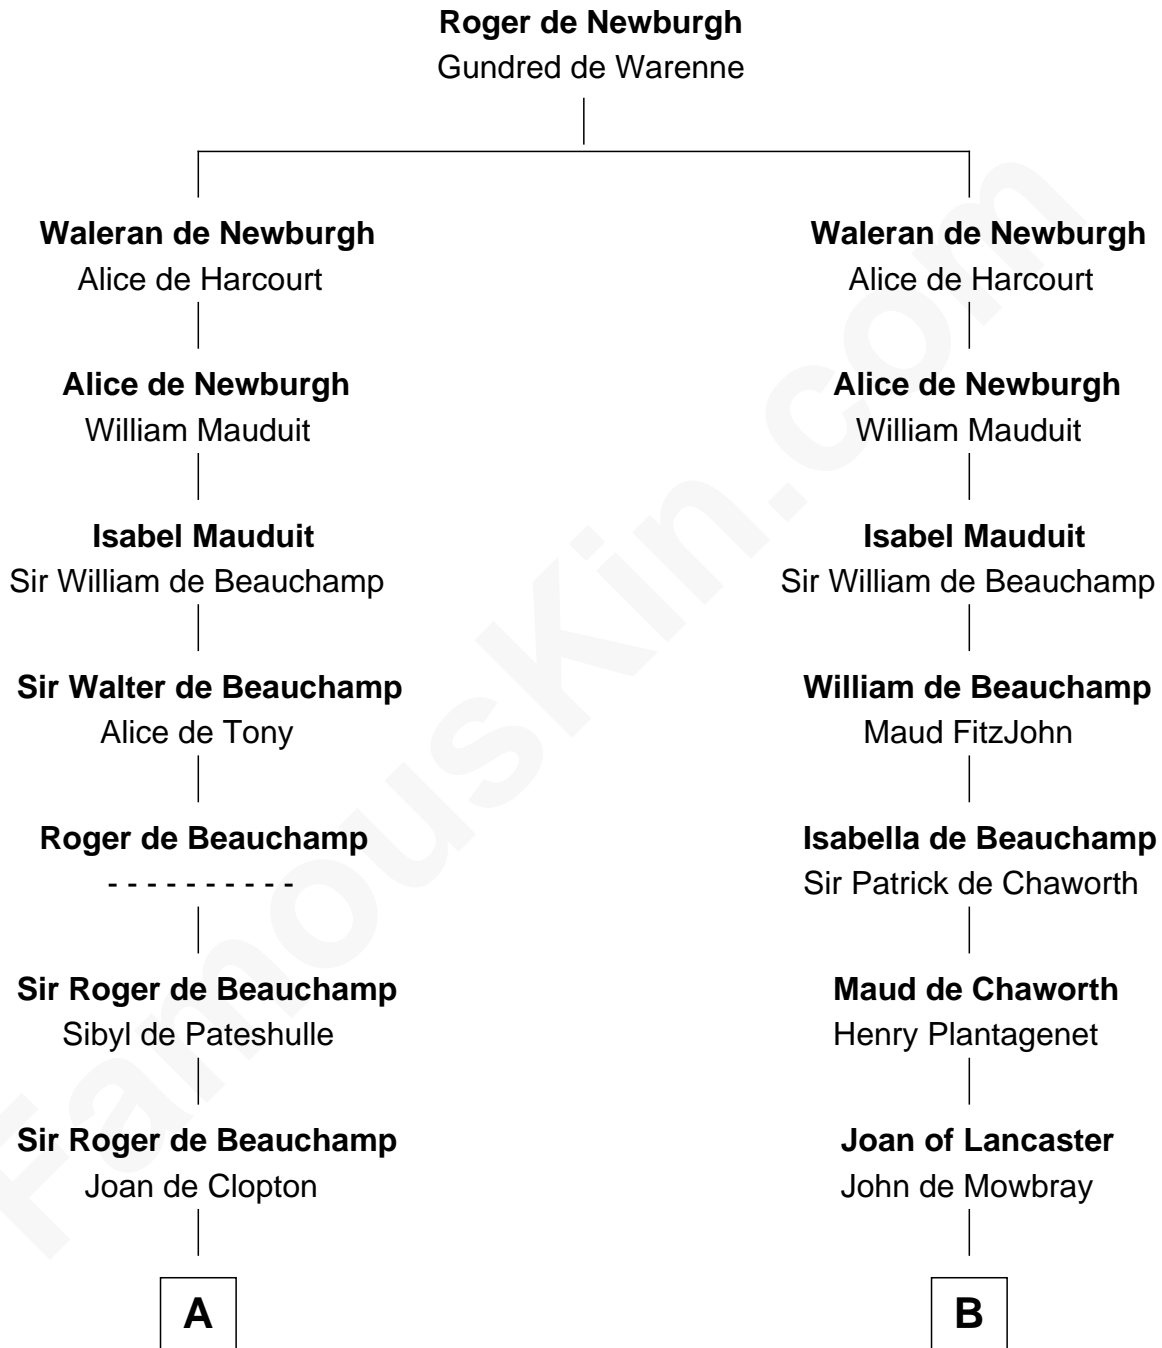 Roger de Newburgh
Gundred de Warenne
Waleran de Newburgh
Alice de Harcourt
Alice de Newburgh
William Mauduit
Isabel Mauduit
Sir William de Beauchamp
Sir Walter de Beauchamp
Alice de Tony
Roger de Beauchamp
- - - - - - - - - -
Sir Roger de Beauchamp
Sibyl de Pateshulle
Sir Roger de Beauchamp
Joan de Clopton
A
Waleran de Newburgh
Alice de Harcourt
Alice de Newburgh
William Mauduit
Isabel Mauduit
Sir William de Beauchamp
William de Beauchamp
Maud FitzJohn
Isabella de Beauchamp
Sir Patrick de Chaworth
Maud de Chaworth
Henry Plantagenet
Joan of Lancaster
John de Mowbray
B
FamousKin.com